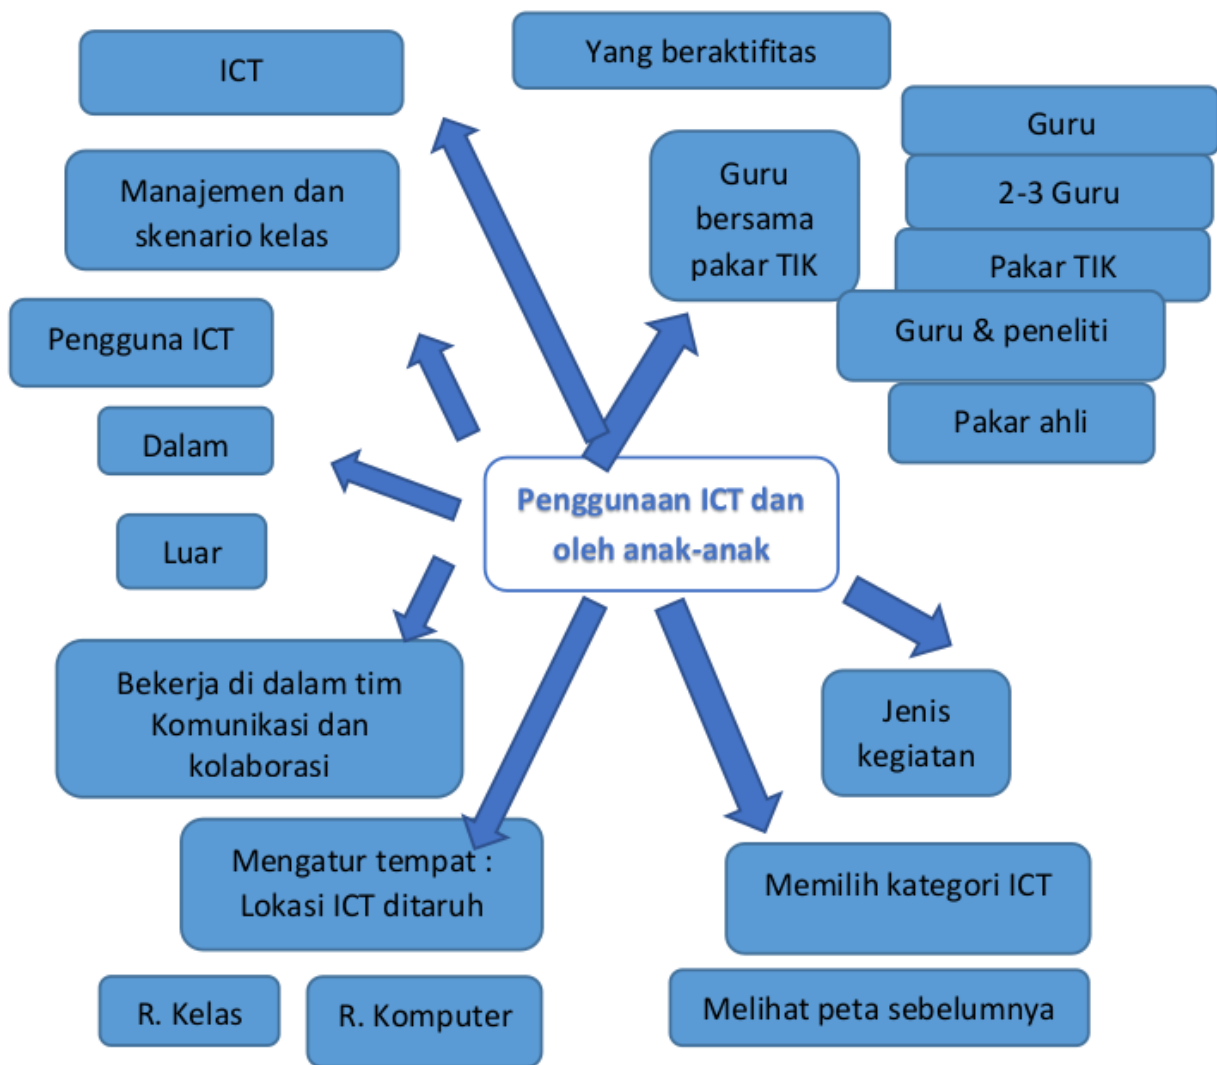 ICT
Yang beraktifitas
Manajemen dan
skenario kelas
Guru
bersama
pakar TIK
Guru
2-3 Guru
Pakar TIK
Guru & peneliti
Pakar ahli
Pengguna ICT
Dalam
Luar
Penggunaan ICT dan
oleh anak-anak
Bekerja di dalam tim
Komunikasi dan
kolaborasi
Jenis
kegiatan
Mengatur tempat :
Lokasi ICT ditaruh
Memilih kategori ICT
R. Kelas
R. Komputer
Melihat peta sebelumnya